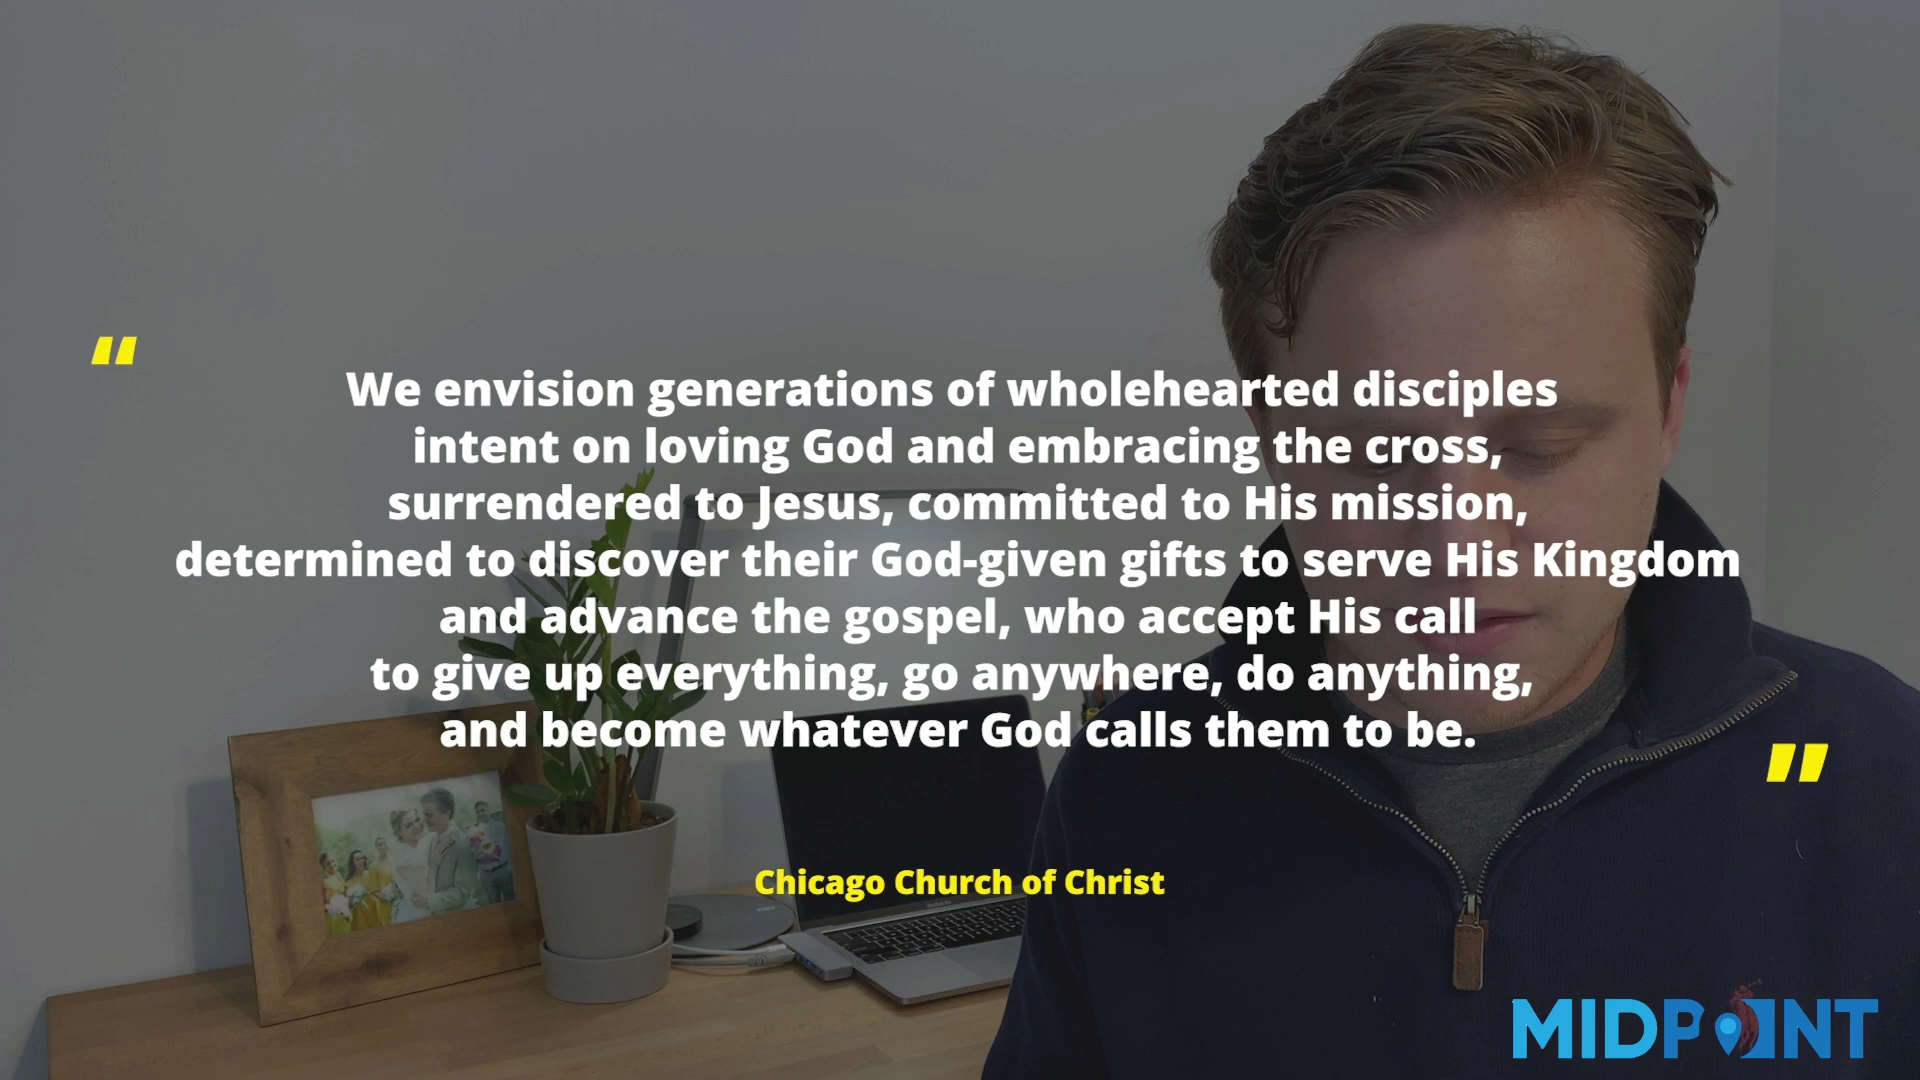 “
We envision generations of wholehearted disciples
intent on loving God and embracing the cross,
surrendered to Jesus, committed to His mission,
determined to discover their God-given gifts to serve His Kingdom
and advance the gospel, who accept His call
to give up everything, go anywhere, do anything,
and become whatever God calls them to be.
”
Chicago Church of Christ
MIDPOINT